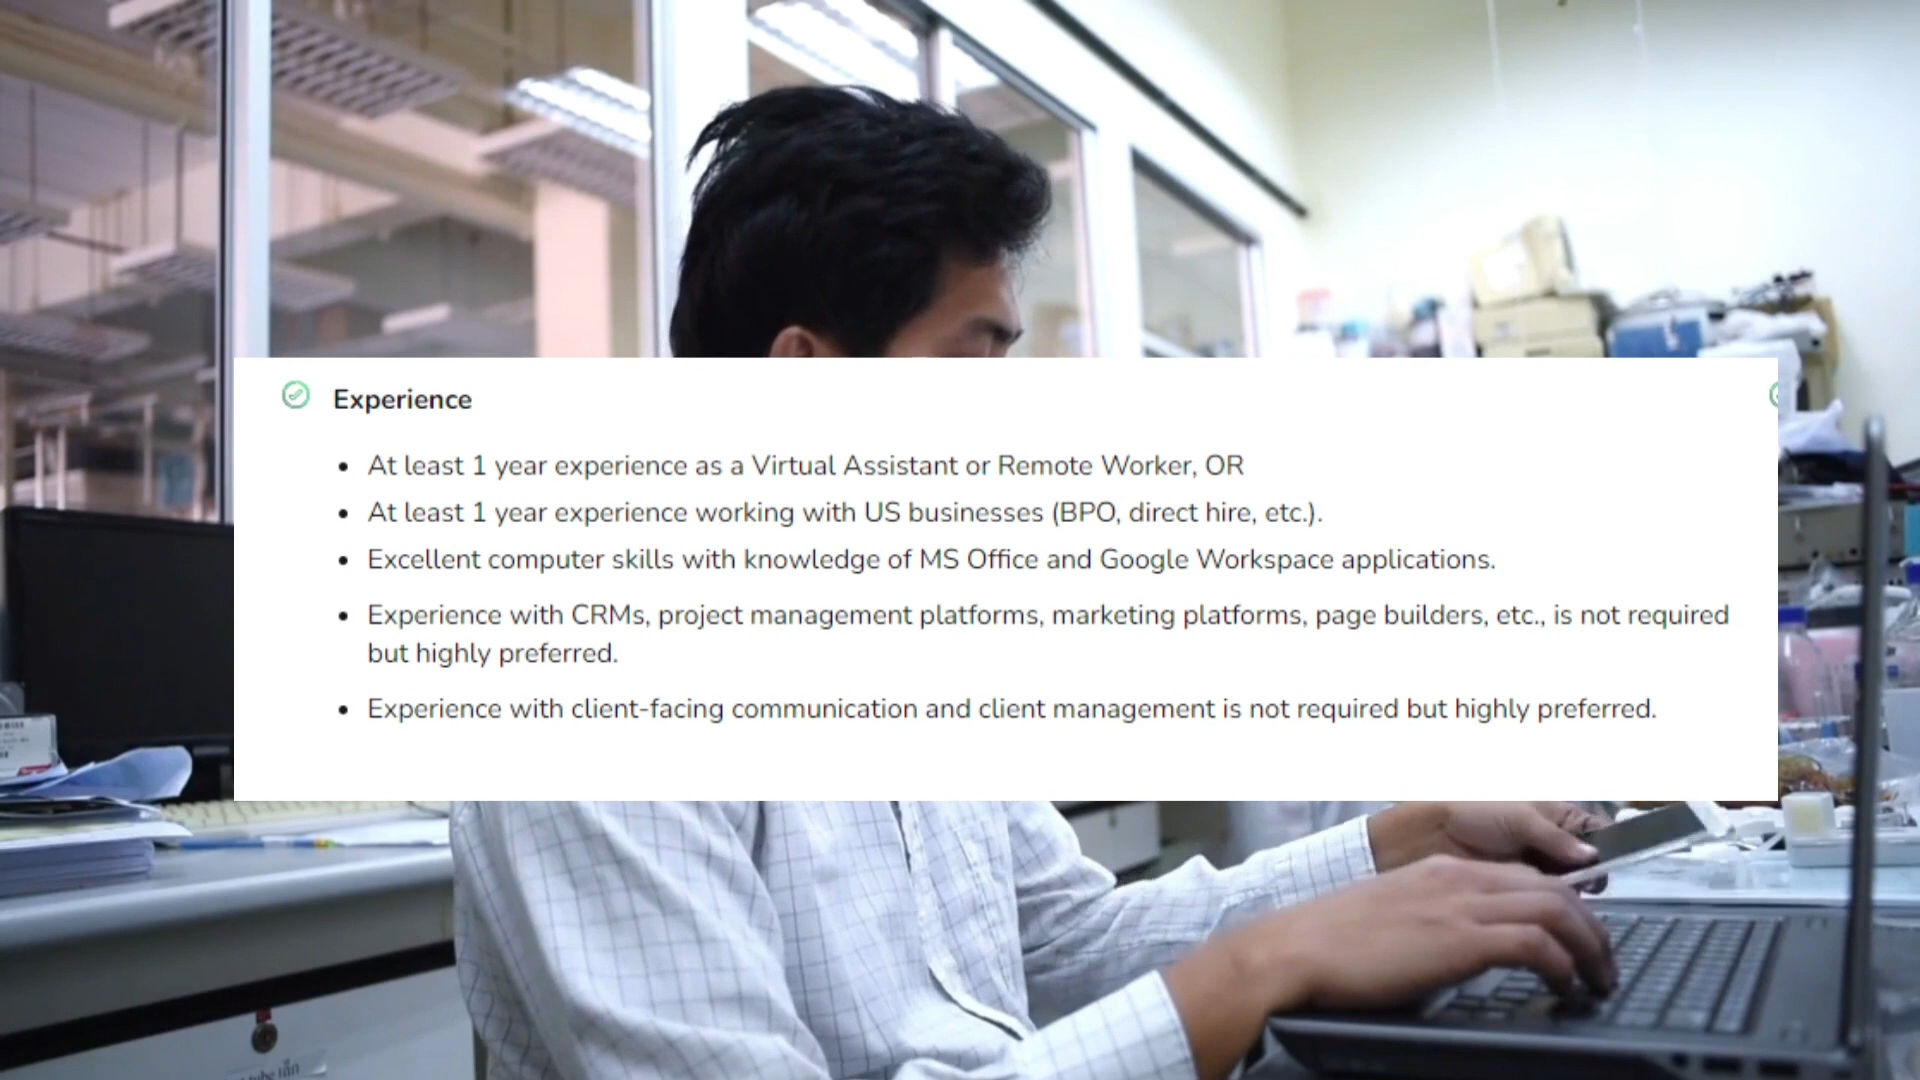 Experience
At least 1 year experience as a Virtual Assistant or Remote Worker, OR
At least 1 year experience working with US businesses (BPO, direct hire, etc.).
Excellent computer skills with knowledge of MS Office and Google Workspace applications.
Experience with CRMs, project management platforms, marketing platforms, page builders, etc., is not required
but highly preferred.
Experience with client-facing communication and client management is not required but highly preferred.